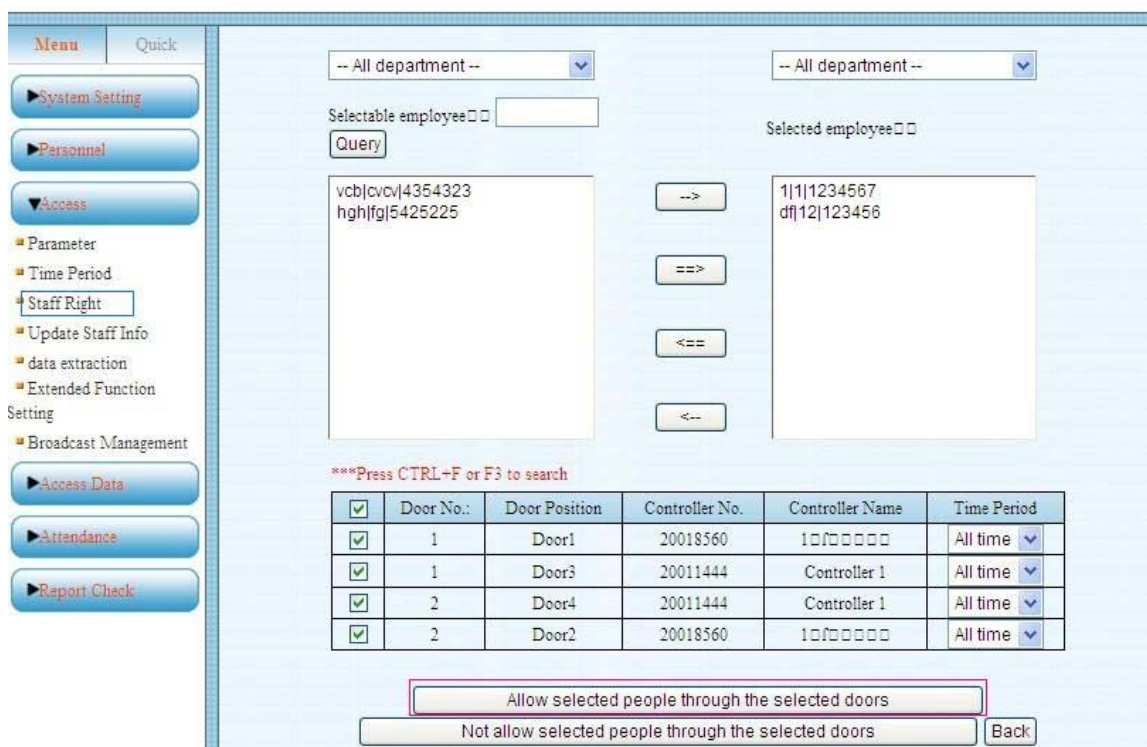 Menu Quick
System Setting
Personnel
Access
Parameter
Time Period
Staff Right
Update Staff Info
data extraction
Extended Function
Setting
Broadcast Management
Access Data
Attendance
Report Check
-- All department -- -- All department --
Selectable employee□□
Selected employee□□
Query
vcb|cvcv|4354323
hgh|fg|5425225
-->
==>
<==
<--
1|1|1234567
df|12|123456
***Press CTRL+F or F3 to search
Door No.: Door Position Controller No. Controller Name Time Period
1 Door1 20018560 1□f□□□□□ All time
1 Door3 20011444 Controller 1 All time
2 Door4 20011444 Controller 1 All time
2 Door2 20018560 1□f□□□□□ All time
Allow selected people through the selected doors
Not allow selected people through the selected doors Back